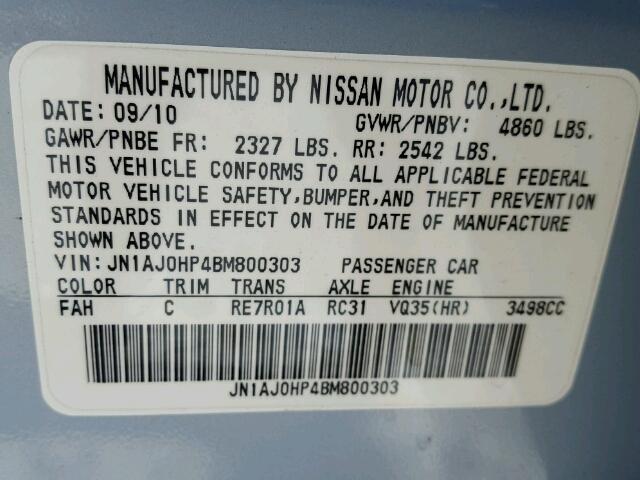 MANUFACTURED BY NISSAN MOTOR CO.,LTD.
DATE: 09/10 GVWR/PNBV: 4860 LBS.
GAWR/PNBE FR: 2327 LBS. RR: 2542 LBS.
THIS VEHICLE CONFORMS TO ALL APPLICABLE FEDERAL
MOTOR VEHICLE SAFETY,BUMPER,AND THEFT PREVENTION
STANDARDS IN EFFECT ON THE DATE OF MANUFACTURE
SHOWN ABOVE.
VIN:JN1AJ0HP4BM800303 PASSENGER CAR
COLOR TRIM TRANS AXLE ENGINE
FAH C RE7R01A RC31 VQ35(HR) 3498CC
JN1AJ0HP4BM800303